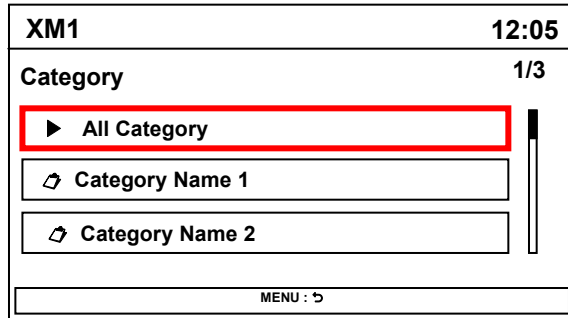 XM1 12:05
Category 1/3
All Category
Category Name 1
Category Name 2
MENU : ⮌